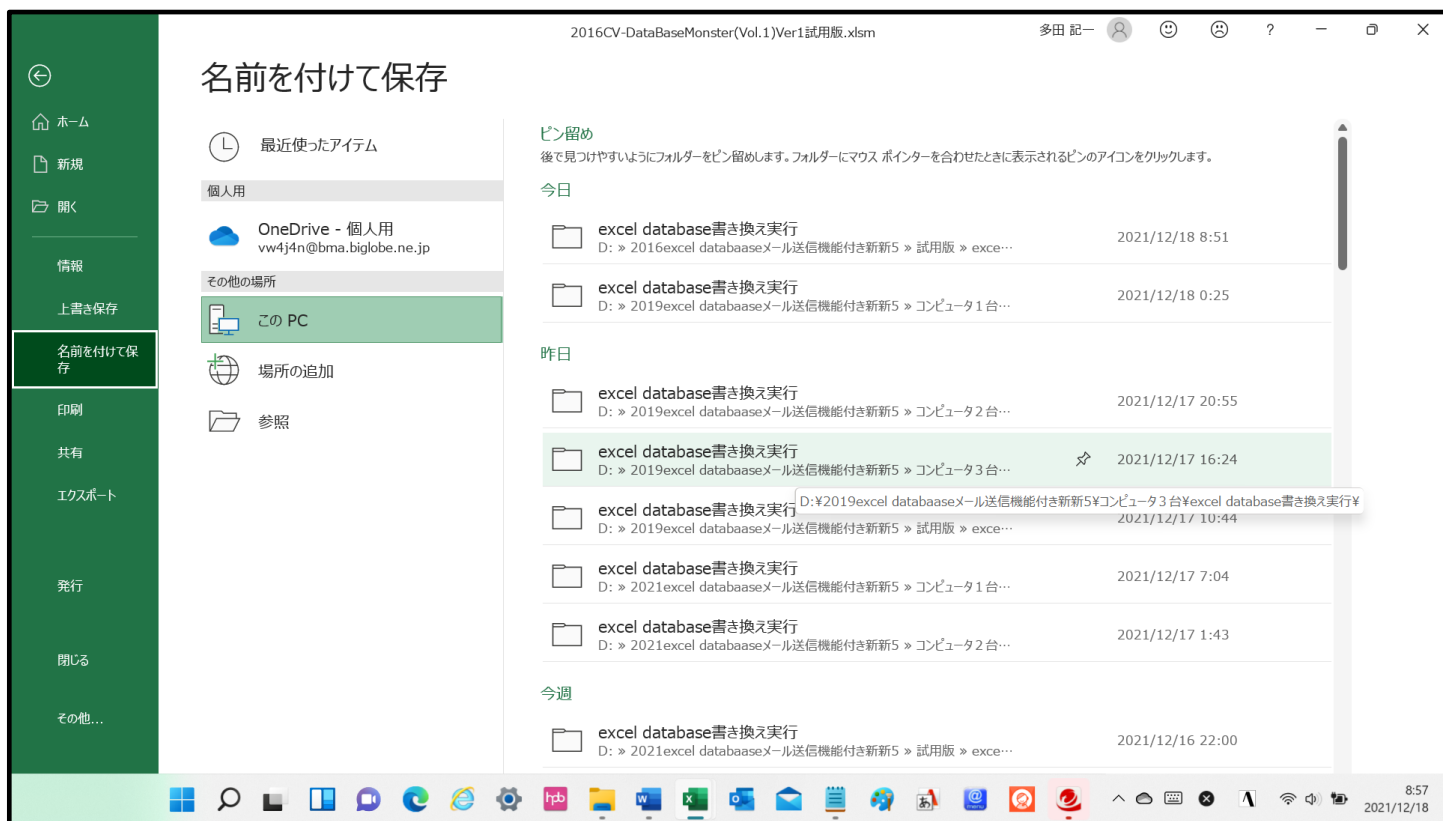 2016CV-DataBaseMonster(Vol.1)Ver1試用版.xlsm
多田 記一
?
名前を付けて保存
ホーム
新規
開く
情報
上書き保存
名前を付けて保
存
印刷
共有
エクスポート
発行
閉じる
その他...
最近使ったアイテム
個人用
OneDrive - 個人用
vw4j4n@bma.biglobe.ne.jp
その他の場所
この PC
場所の追加
参照
ピン留め
後で見つけやすいようにフォルダーをピン留めします。フォルダーにマウス ポインターを合わせたときに表示されるピンのアイコンをクリックします。
今日
excel database書き換え実行
D: » 2016excel databaaseメール送信機能付き新新5 » 試用版 » exce…
2021/12/18 8:51
excel database書き換え実行
D: » 2019excel databaaseメール送信機能付き新新5 » コンピュータ１台…
2021/12/18 0:25
昨日
excel database書き換え実行
D: » 2019excel databaaseメール送信機能付き新新5 » コンピュータ２台…
2021/12/17 20:55
excel database書き換え実行
D: » 2019excel databaaseメール送信機能付き新新5 » コンピュータ３台…
2021/12/17 16:24
D:¥2019excel databaaseメール送信機能付き新新5¥コンピュータ３台¥excel database書き換え実行¥
excel database書き換え実行
D: » 2019excel databaaseメール送信機能付き新新5 » 試用版 » exce…
2021/12/17 10:44
excel database書き換え実行
D: » 2021excel databaaseメール送信機能付き新新5 » コンピュータ１台…
2021/12/17 7:04
excel database書き換え実行
D: » 2021excel databaaseメール送信機能付き新新5 » コンピュータ２台…
2021/12/17 1:43
今週
excel database書き換え実行
D: » 2021excel databaaseメール送信機能付き新新5 » 試用版 » exce…
2021/12/16 22:00
hpb
あ
8:57
2021/12/18